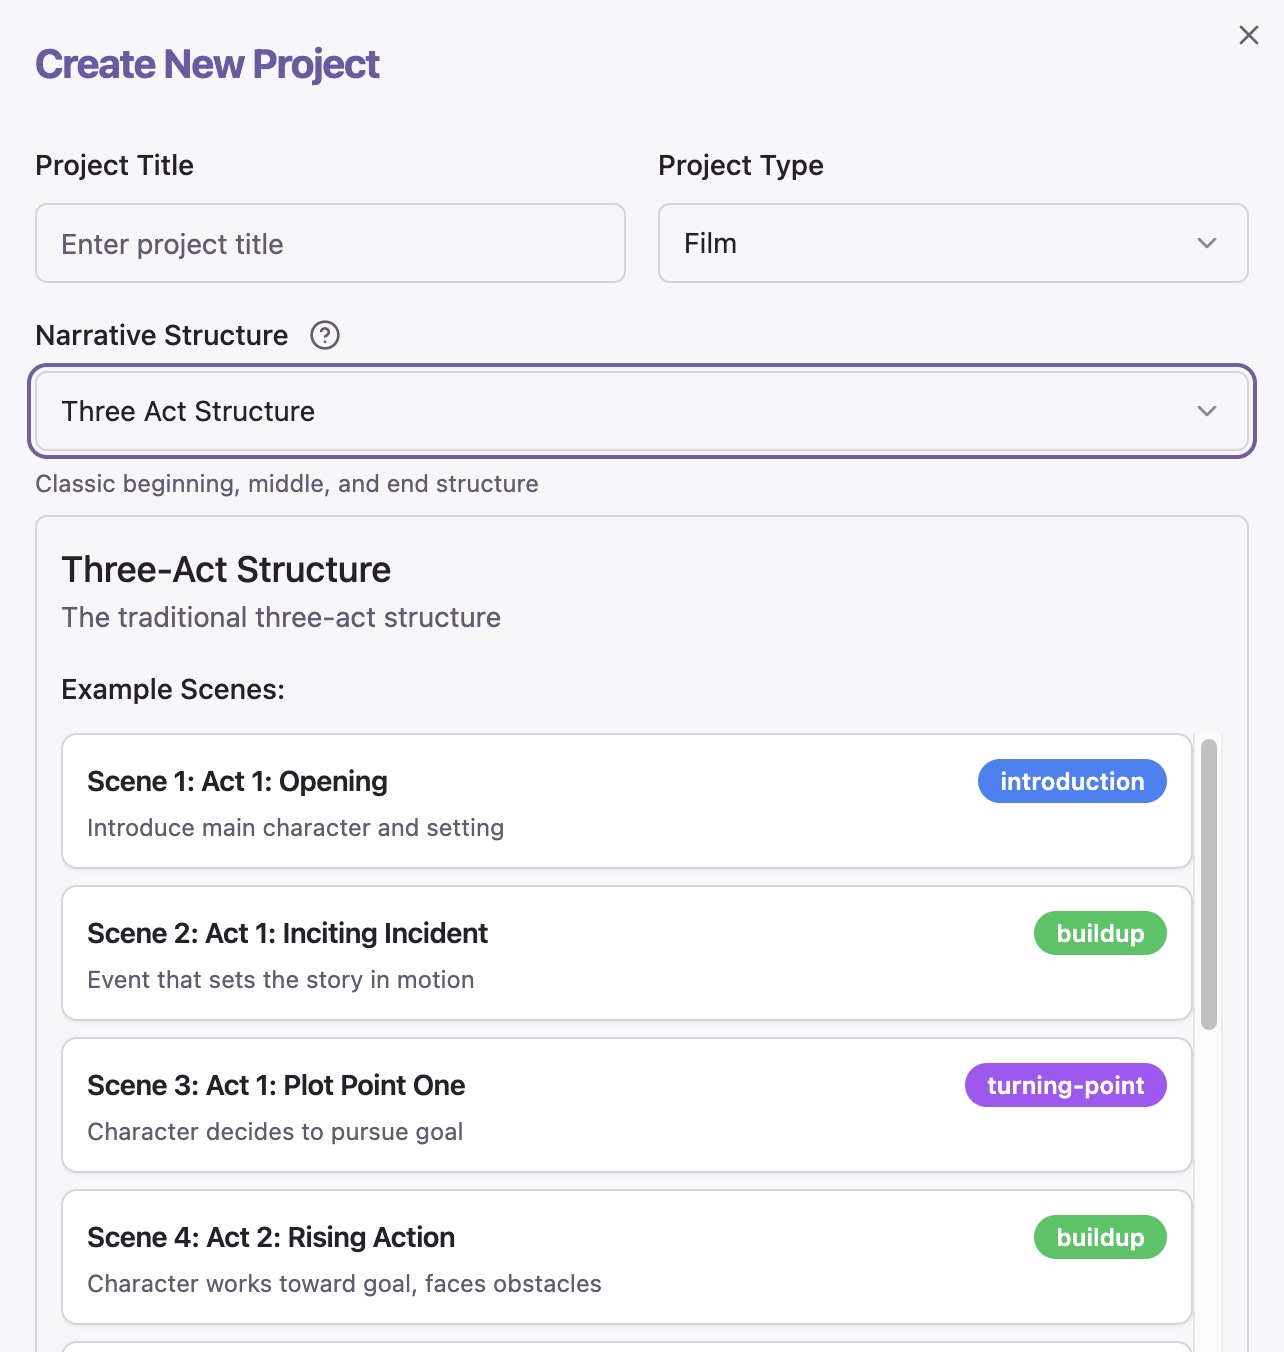 Create New Project
Project Title
Enter project title
Project Type
Film
Narrative Structure ?
Three Act Structure
Classic beginning, middle, and end structure
Three-Act Structure
The traditional three-act structure
Example Scenes:
Scene 1: Act 1: Opening
introduction
Introduce main character and setting
Scene 2: Act 1: Inciting Incident
buildup
Event that sets the story in motion
Scene 3: Act 1: Plot Point One
turning-point
Character decides to pursue goal
Scene 4: Act 2: Rising Action
buildup
Character works toward goal, faces obstacles